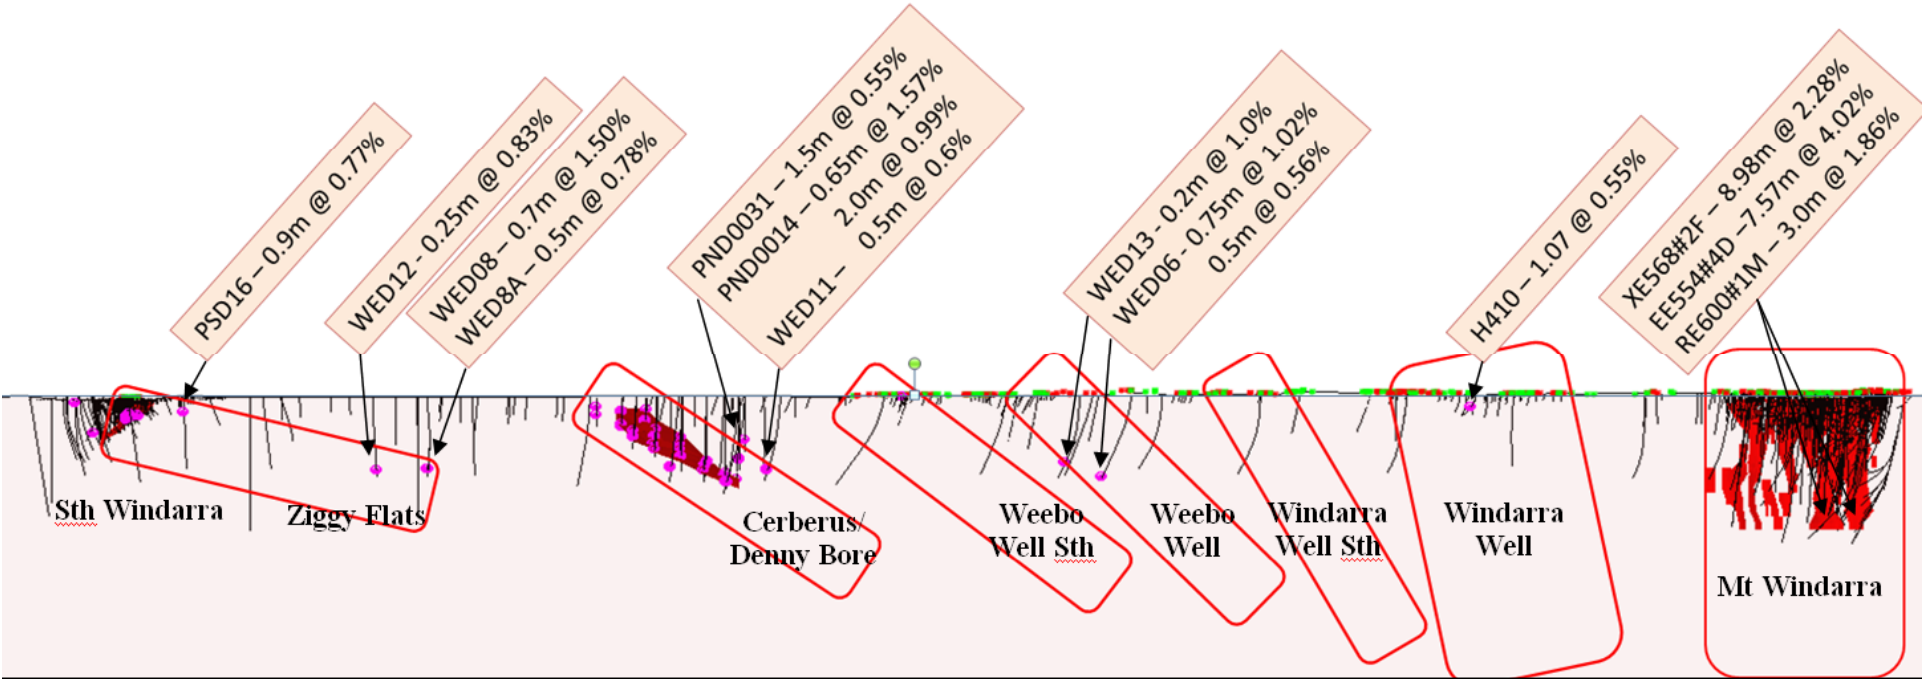 PSD16 – 0.9m @ 0.77%
WED12 - 0.25m @ 0.83%
WED08 – 0.7m @ 1.50%
WED8A – 0.5m @ 0.78%
PND0031 – 1.5m @ 0.55%
PND0014 – 0.65m @ 1.57%
2.0m @ 0.99%
WED11 – 0.5m @ 0.6%
WED13 - 0.2m @ 1.0%
WED06 - 0.75m @ 1.02%
0.5m @ 0.56%
H410 – 1.07 @ 0.55%
XE568#2F – 8.98m @ 2.28%
EE554#4D –7.57m @ 4.02%
RE600#1M – 3.0m @ 1.86%
Sth Windarra
Ziggy Flats
Cerberus/
Denny Bore
Weebo
Well Sth
Weebo
Well
Windarra
Well Sth
Windarra
Well
Mt Windarra